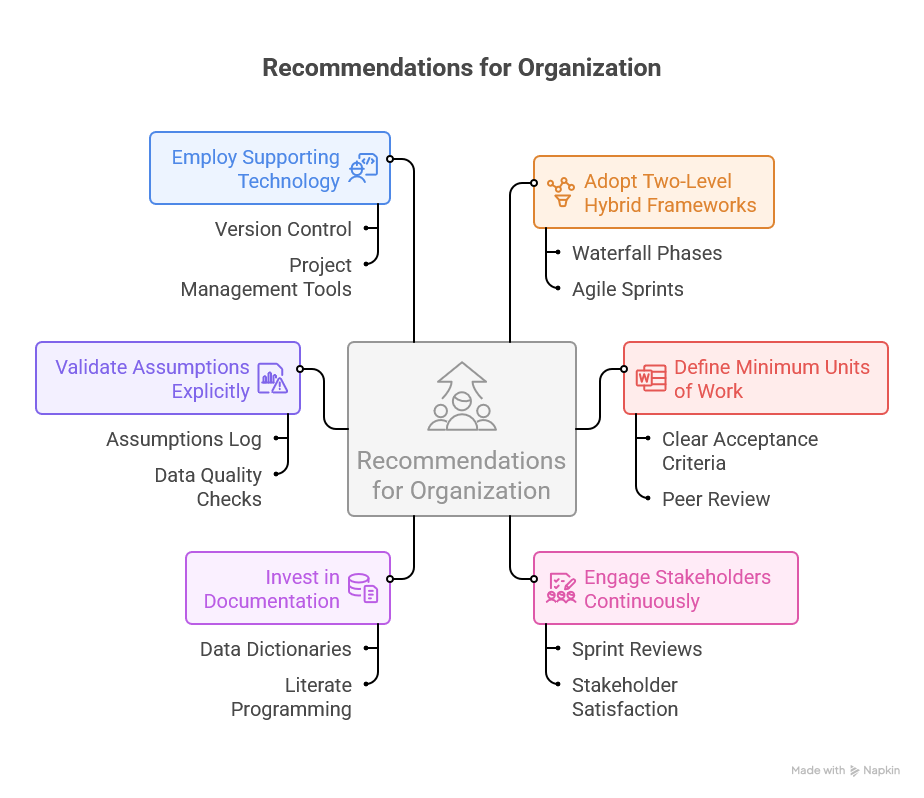 Recommendations for Organization
Employ Supporting
Technology
Version Control
Project
Management Tools
Adopt Two-Level
Hybrid Frameworks
Waterfall Phases
Agile Sprints
Validate Assumptions
Explicitly
Assumptions Log
Data Quality
Checks
Recommendations
for Organization
W
Define Minimum Units
of Work
Clear Acceptance
Criteria
Peer Review
Invest in
Documentation
Data Dictionaries
Literate
Programming
Engage Stakeholders
Continuously
Sprint Reviews
Stakeholder
Satisfaction
Made with Napkin